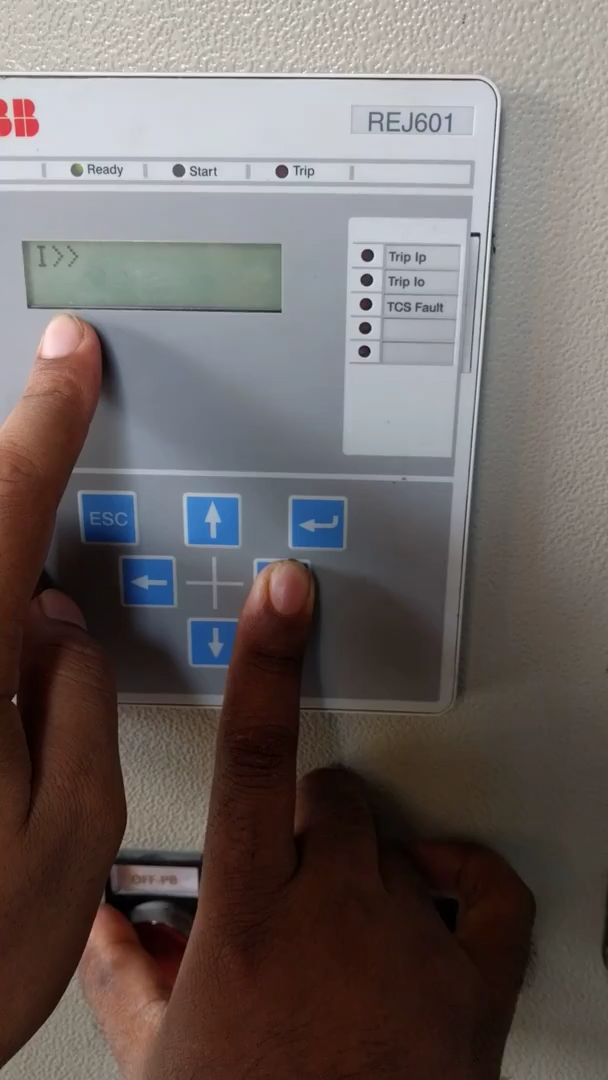 BB
REJ601
Ready
Start
Trip
I>>
Trip Ip
Trip Io
TCS Fault
ESC
OFF-PB